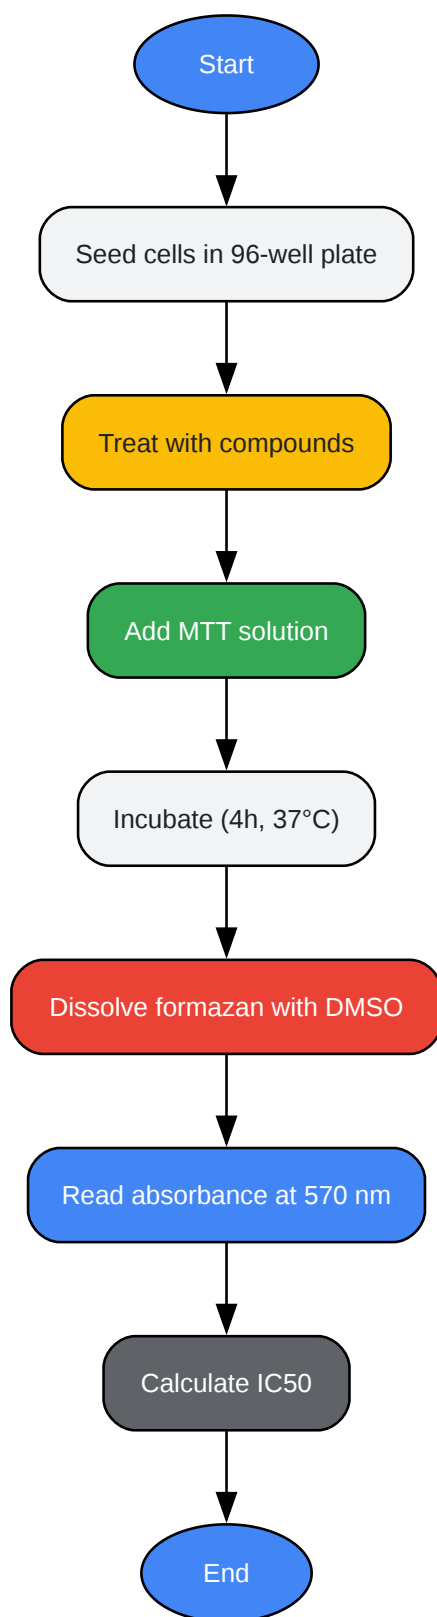 Start
Seed cells in 96-well plate
Treat with compounds
Add MTT solution
Incubate (4h, 37°C)
Dissolve formazan with DMSO
Read absorbance at 570 nm
Calculate IC50
End